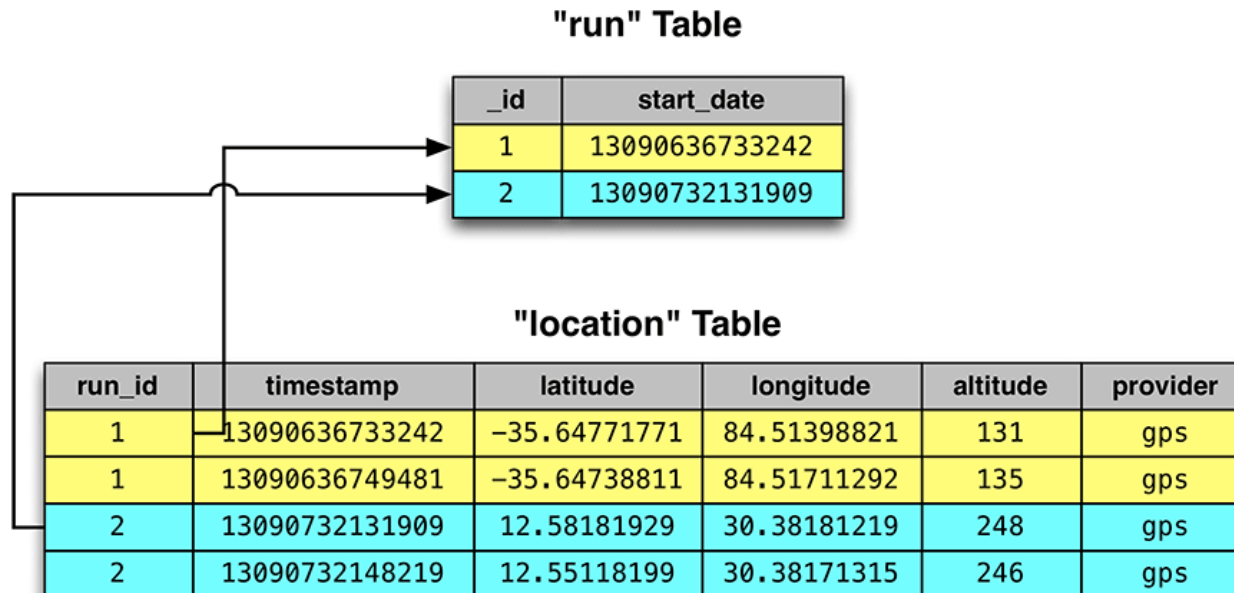 "run" Table
_id start_date
1 13090636733242
2 13090732131909
"location" Table
run_id timestamp latitude longitude altitude provider
1 13090636733242 -35.64771771 84.51398821 131 gps
1 13090636749481 -35.64738811 84.51711292 135 gps
2 13090732131909 12.58181929 30.38181219 248 gps
2 13090732148219 12.55118199 30.38171315 246 gps